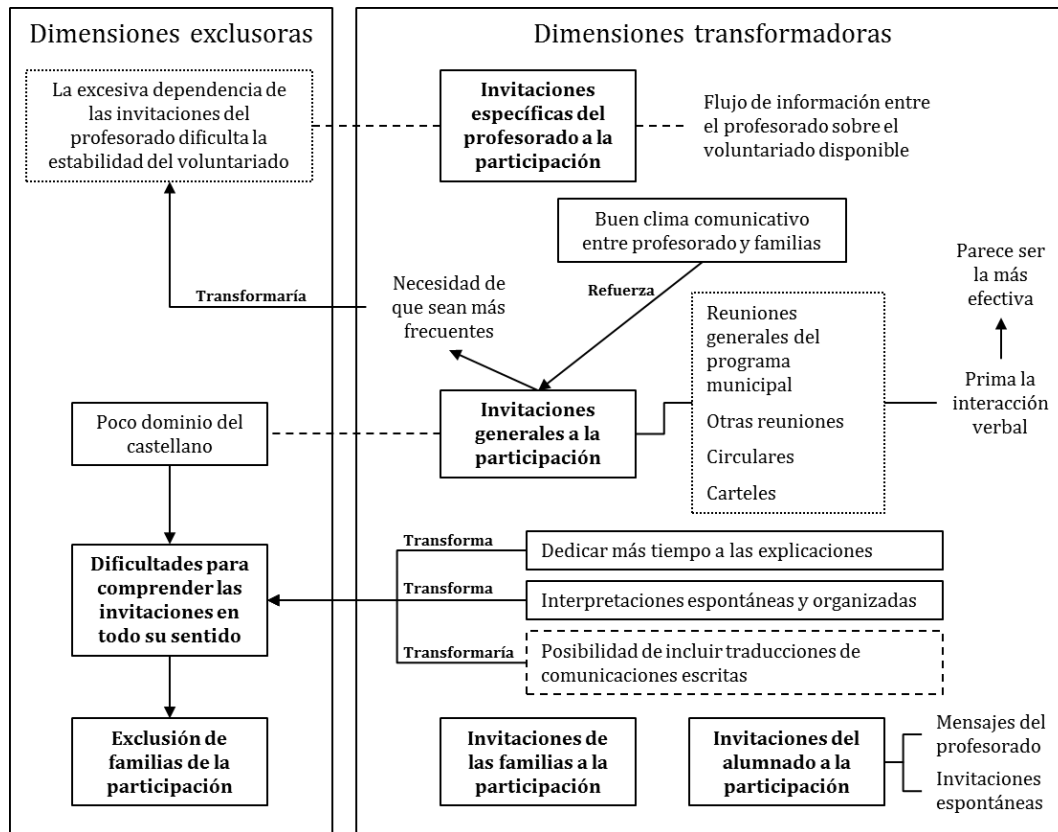 Dimensiones exclusoras
La excesiva dependencia de
las invitaciones del
profesorado dificulta la
estabilidad del voluntariado
Poco dominio del
castellano
Dificultades para
comprender las
invitaciones en
todo su sentido
Exclusión de
familias de la
participación
Dimensiones transformadoras
Invitaciones
específicas del
profesorado a la
participación
Flujo de información entre
el profesorado sobre el
voluntariado disponible
Buen clima comunicativo
entre profesorado y familias
Refuerza
Transformaría
Necesidad de
que sean más
frecuentes
Invitaciones
generales a la
participación
Reuniones
generales del
programa
municipal
Otras reuniones
Circulares
Carteles
Parece ser
la más
efectiva
Prima la
interacción
verbal
Transforma
Dedicar más tiempo a las explicaciones
Transforma
Interpretaciones espontáneas y organizadas
Transformaría
Posibilidad de incluir traducciones de
comunicaciones escritas
Invitaciones de
las familias a la
participación
Invitaciones del
alumnado a la
participación
Mensajes del
profesorado
Invitaciones
espontáneas